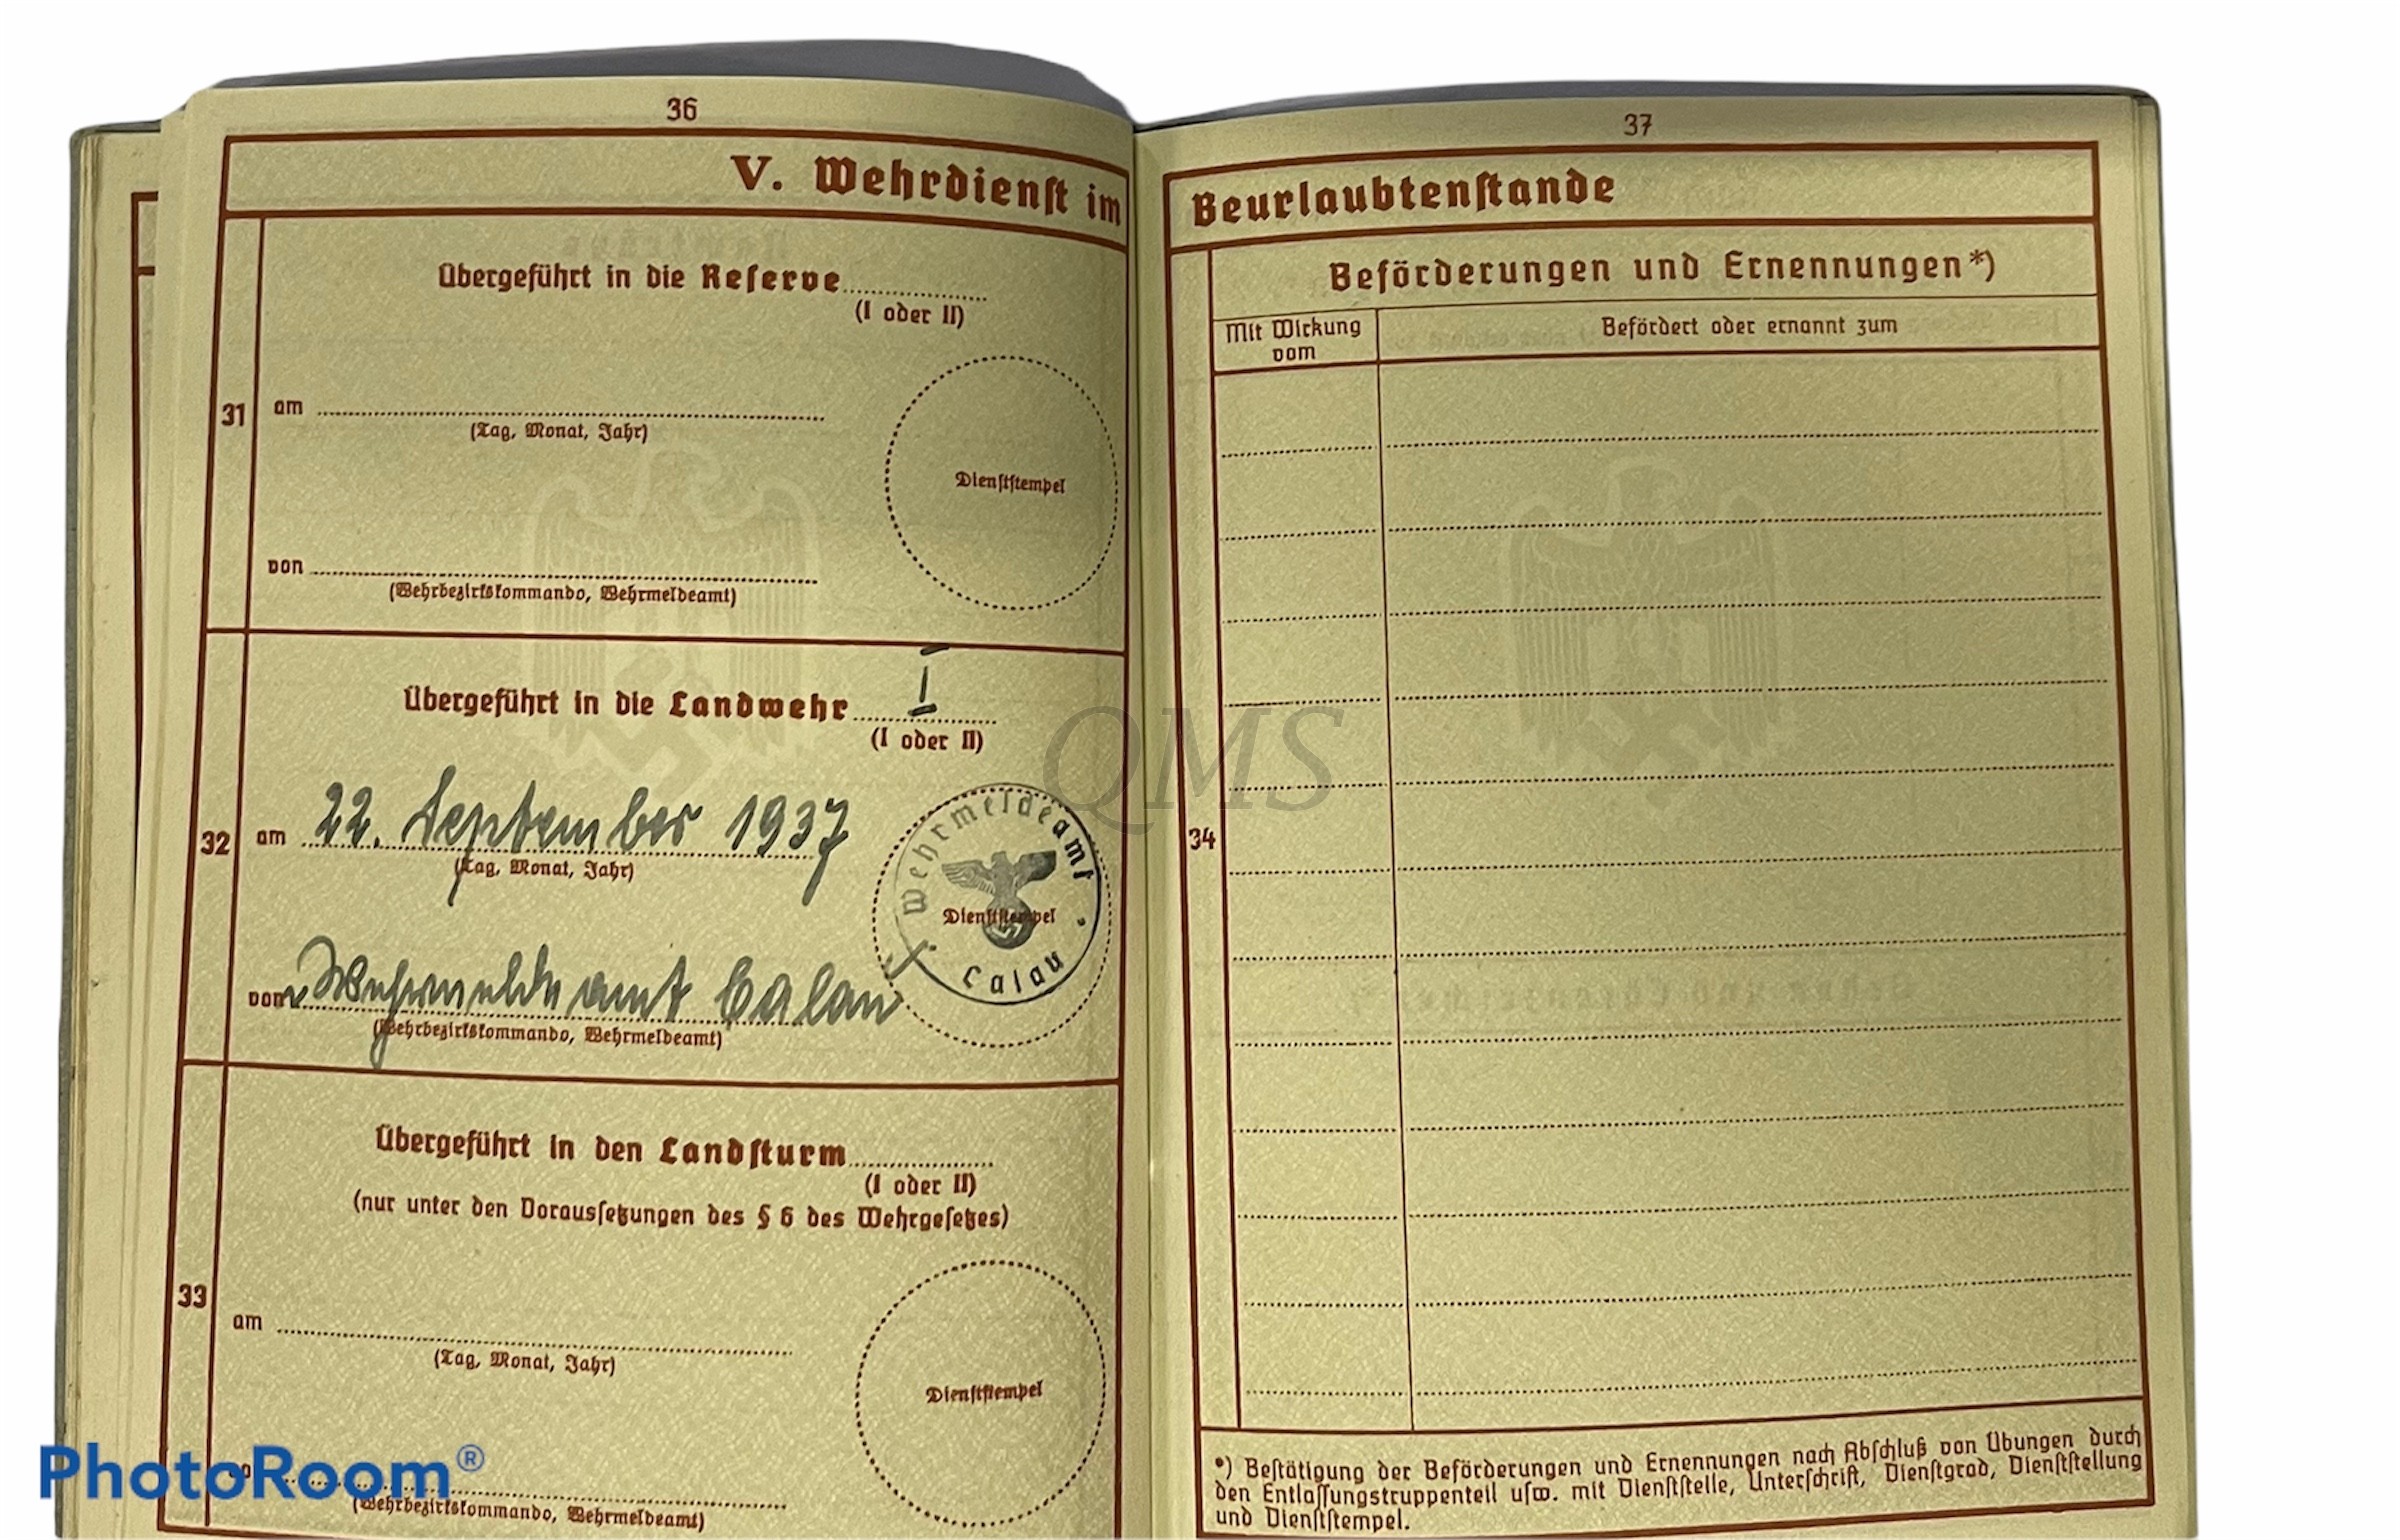 36
V. Wehrdienſt im
31
Übergeführt in die Reſerve
(I oder II)
am
(Tag, Monat, Jahr)
Dienſtſtempel
von
(Wehrbezirkskommando, Wehrmeldeamt)
32
Übergeführt in die Landwehr I
(I oder II)
am 22. September 1937
(Tag, Monat, Jahr)
Wehrmeldeamt
Dienſtſtempel
Calau
von Wehrmeldeamt Calau
(Wehrbezirkskommando, Wehrmeldeamt)
33
Übergeführt in den Landſturm
(I oder II)
(nur unter den Vorausſetzungen des § 6 des Wehrgeſetzes)
am
(Tag, Monat, Jahr)
Dienſtſtempel
(Wehrbezirkskommando, Wehrmeldeamt)
PhotoRoom®
QMS
37
Beurlaubtenſtande
Beförderungen und Ernennungen*)
Mit Wirkung
vom
Befördert oder ernannt zum
34
*) Beſtätigung der Beförderungen und Ernennungen nach Abſchluß von Übungen durch
den Entlaſſungstruppenteil uſw. mit Dienſtſtelle, Unterſchrift, Dienſtgrad, Dienſtſtellung
und Dienſtſtempel.